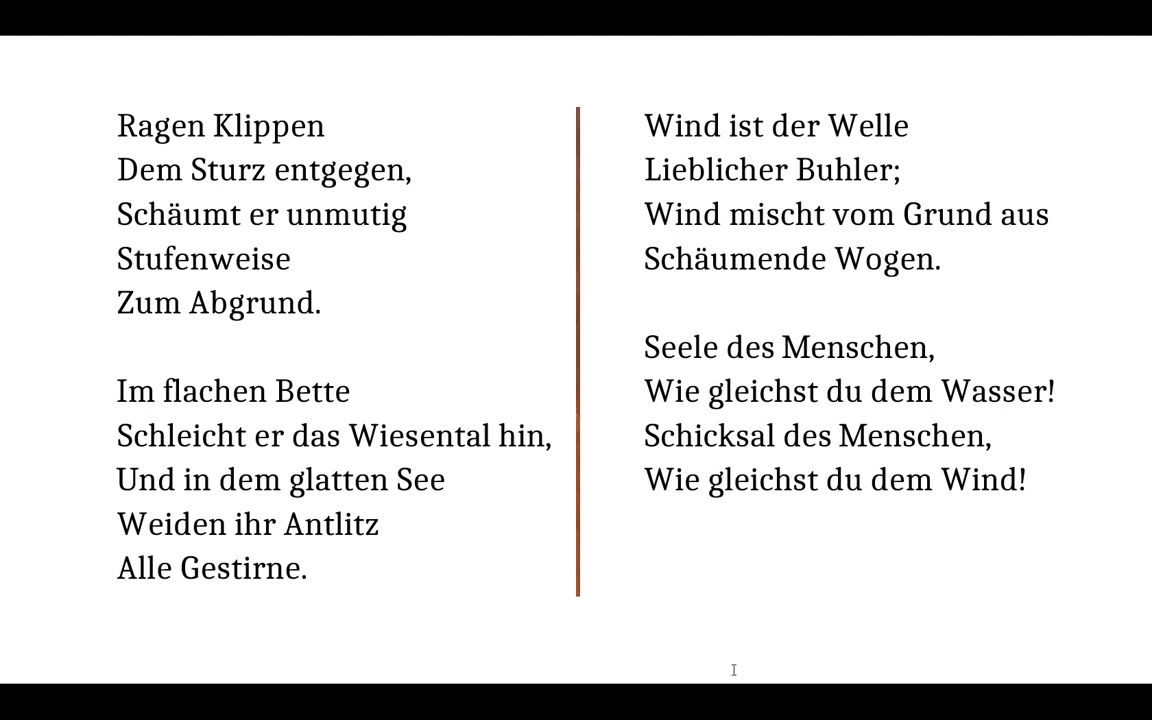 Ragen Klippen
Dem Sturz entgegen,
Schäumt er unmutig
Stufenweise
Zum Abgrund.
Im flachen Bette
Schleicht er das Wiesental hin,
Und in dem glatten See
Weiden ihr Antlitz
Alle Gestirne.
Wind ist der Welle
Lieblicher Buhler;
Wind mischt vom Grund aus
Schäumende Wogen.
Seele des Menschen,
Wie gleichst du dem Wasser!
Schicksal des Menschen,
Wie gleichst du dem Wind!